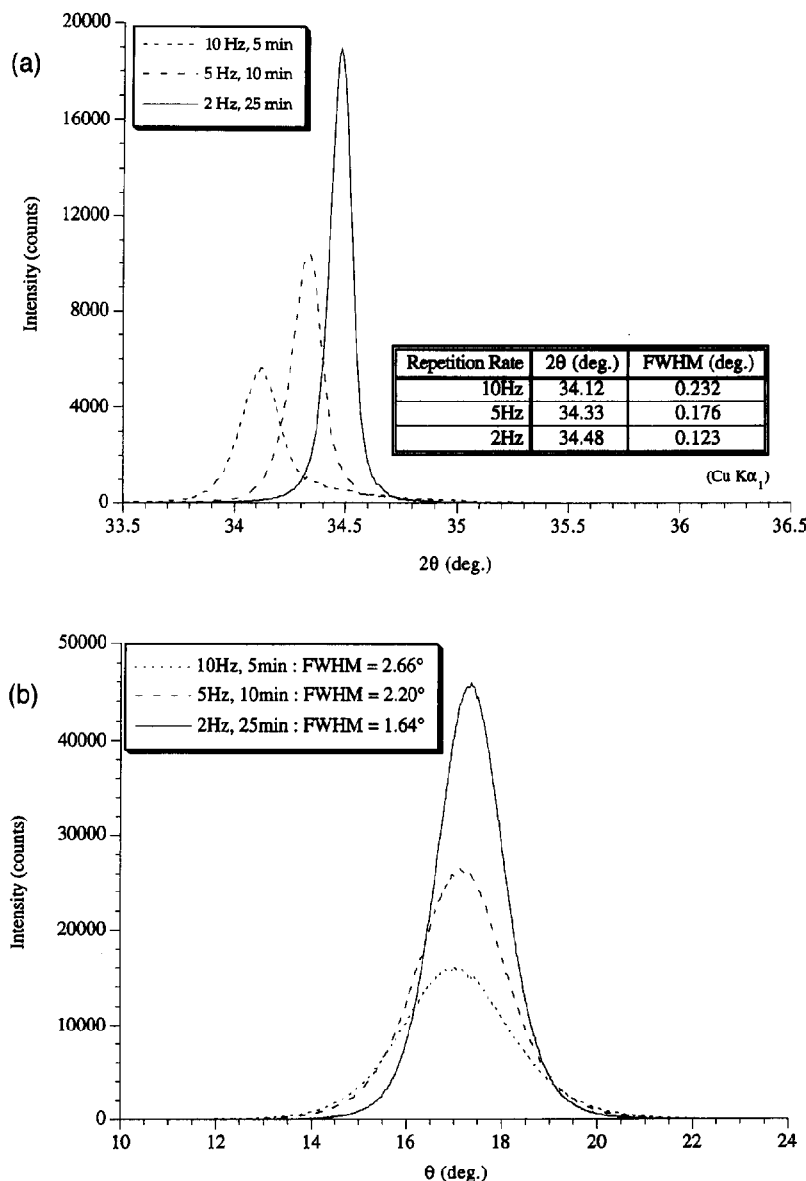 (a)
20000
16000
12000
8000
4000
0
Intensity (counts)
10 Hz, 5 min
5 Hz, 10 min
2 Hz, 25 min
Repetition Rate 2θ (deg.) FWHM (deg.)
10Hz 34.12 0.232
5Hz 34.33 0.176
2Hz 34.48 0.123
(Cu Kα₁)
33.5 34 34.5 35 35.5 36 36.5
2θ (deg.)
(b)
50000
40000
30000
20000
10000
0
Intensity (counts)
10Hz, 5min : FWHM = 2.66°
5Hz, 10min : FWHM = 2.20°
2Hz, 25min : FWHM = 1.64°
10 12 14 16 18 20 22 24
θ (deg.)